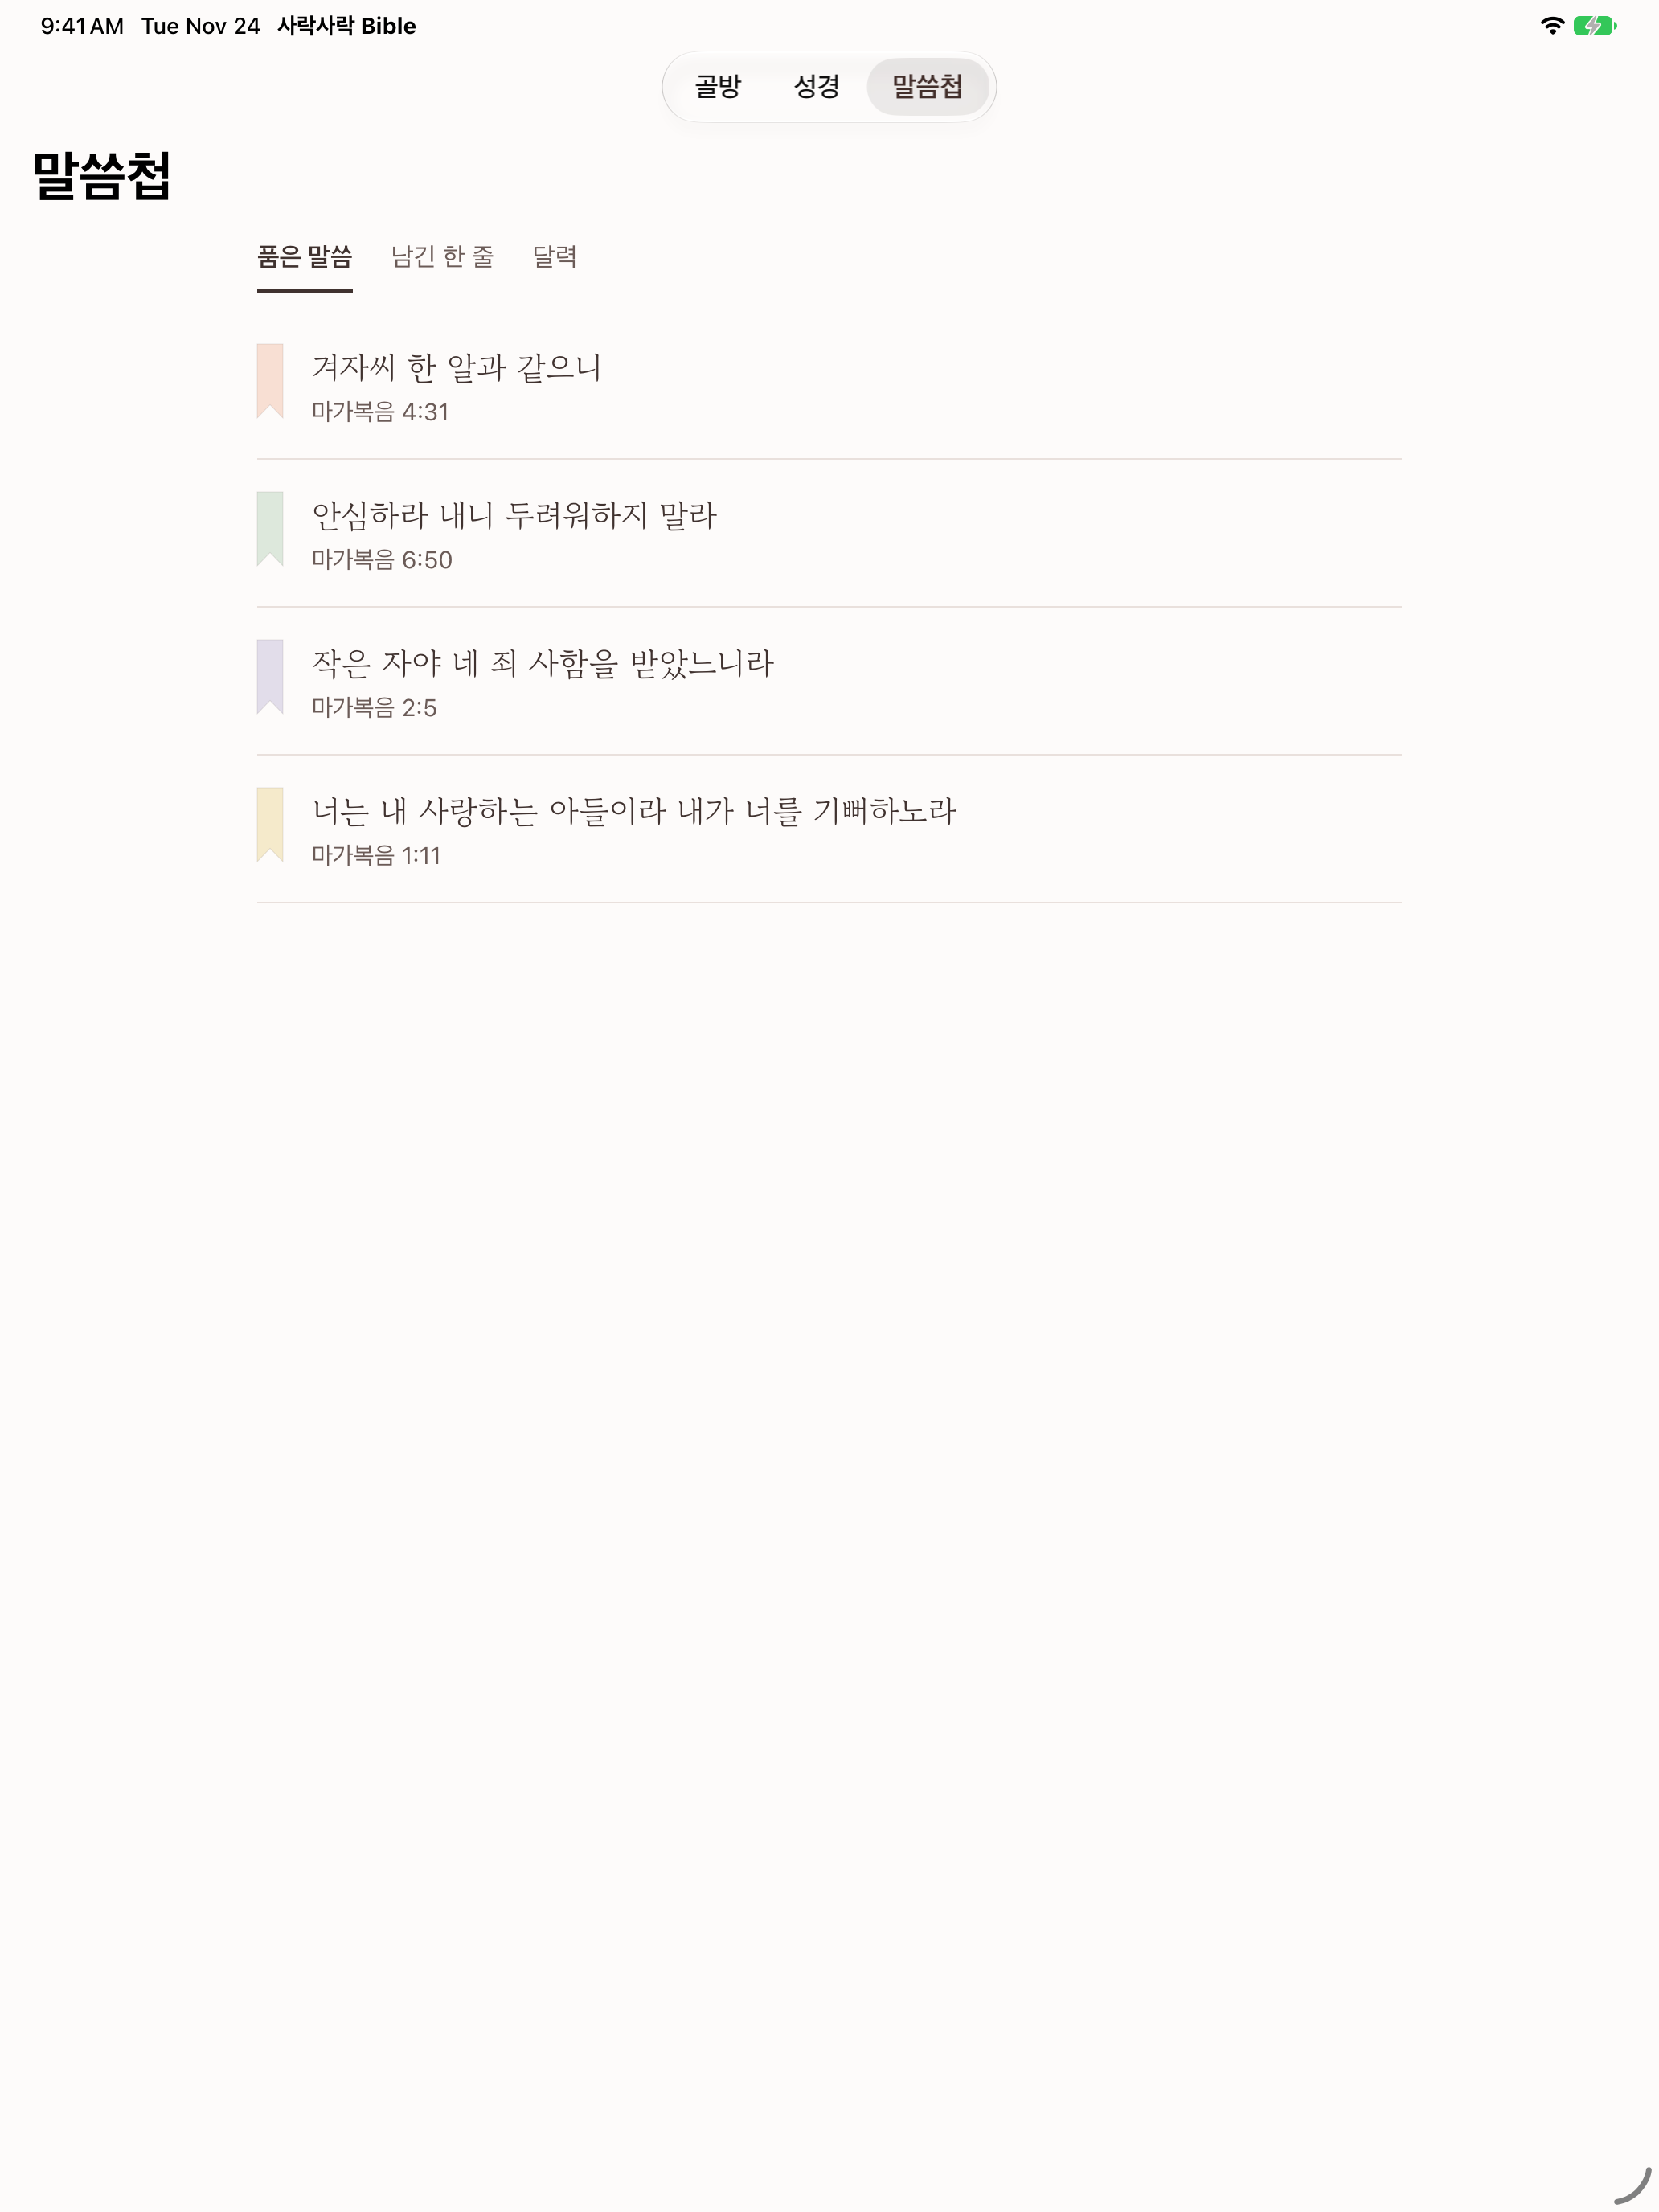 9:41 AM Tue Nov 24 사락사락 Bible
골방 성경 말씀첩
말씀첩
품은 말씀 남긴 한 줄 달력
겨자씨 한 알과 같으니
마가복음 4:31
안심하라 내니 두려워하지 말라
마가복음 6:50
작은 자야 네 죄 사함을 받았느니라
마가복음 2:5
너는 내 사랑하는 아들이라 내가 너를 기뻐하노라
마가복음 1:11